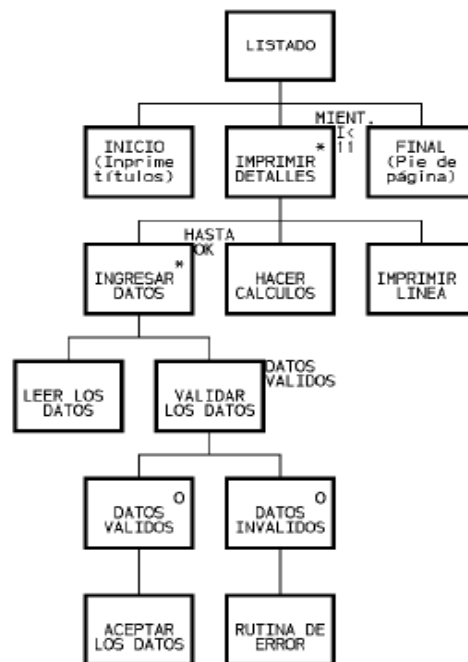 LISTADO
MIENT.
I<
11
INICIO
(Inprime
títulos)
*
IMPRIMIR
DETALLES
FINAL
(Pie de
página)
HASTA
OK
*
INGRESAR
DATOS
HACER
CALCULOS
IMPRIMIR
LINEA
DATOS
VALIDOS
LEER LOS
DATOS
VALIDAR
LOS DATOS
O
DATOS
VALIDOS
O
DATOS
INVALIDOS
ACEPTAR
LOS DATOS
RUTINA DE
ERROR